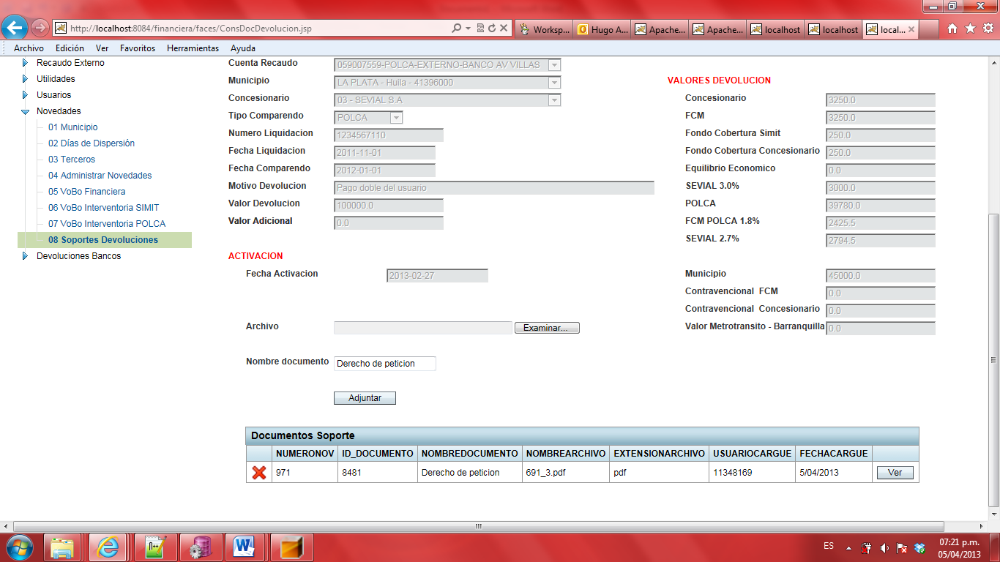 http://localhost:8084/financiera/faces/ConsDocDevolucion.jsp
Worksp...
Hugo A...
Apache...
Apache...
localhost
localhost
local...
Archivo Edición Ver Favoritos Herramientas Ayuda
Recaudo Externo
Utilidades
Usuarios
Novedades
01 Municipio
02 Días de Dispersión
03 Terceros
04 Administrar Novedades
05 VoBo Financiera
06 VoBo Interventoria SIMIT
07 VoBo Interventoria POLCA
08 Soportes Devoluciones
Devoluciones Bancos
Cuenta Recaudo 059007559-POLCA-EXTERNO-BANCO AV VILLAS
Municipio LA PLATA - Huila - 41396000
Concesionario 03 - SEVIAL S.A
Tipo Comparendo POLCA
Numero Liquidacion 1234567110
Fecha Liquidacion 2011-11-01
Fecha Comparendo 2012-01-01
Motivo Devolucion Pago doble del usuario
Valor Devolucion 100000.0
Valor Adicional 0.0
ACTIVACION
Fecha Activacion 2013-02-27
Archivo Examinar...
Nombre documento Derecho de peticion
Adjuntar
VALORES DEVOLUCION
Concesionario 3250.0
FCM 3250.0
Fondo Cobertura Simit 250.0
Fondo Cobertura Concesionario 250.0
Equilibrio Economico 0.0
SEVIAL 3.0% 3000.0
POLCA 39780.0
FCM POLCA 1.8% 2425.5
SEVIAL 2.7% 2794.5
Municipio 45000.0
Contravencional FCM 0.0
Contravencional Concesionario 0.0
Valor Metrotransito - Barranquilla 0.0
Documentos Soporte
NUMERONOV ID_DOCUMENTO NOMBREDOCUMENTO NOMBREARCHIVO EXTENSIONARCHIVO USUARIOCARGUE FECHACARGUE
971 8481 Derecho de peticion 691_3.pdf pdf 11348169 5/04/2013 Ver
ES
07:21 p.m.
05/04/2013